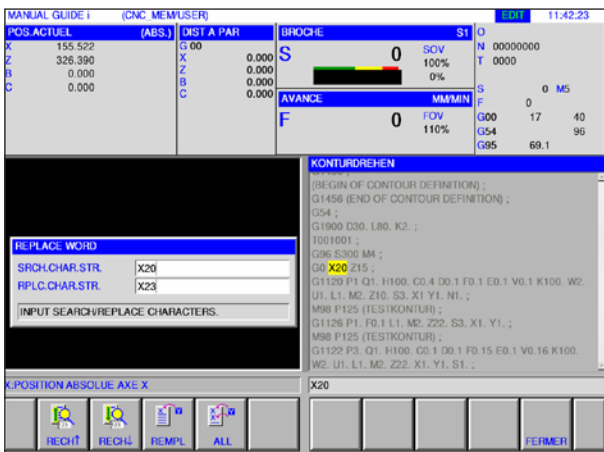 MANUAL GUIDE i (CNC_MEM/USER) EDIT 11:42:23
POS.ACTUEL (ABS.)
X 155.522
Z 326.390
B 0.000
C 0.000
DIST A PAR
G 00
X 0.000
Z 0.000
B 0.000
C 0.000
BROCHE S1
S 0 SOV
100%
0%
AVANCE MM/MIN
F 0 FOV
110%
O
N 00000000
T 0000
S 0 M5
F 0
G00 17 40
G54 96
G95 69.1
REPLACE WORD
SRCH.CHAR.STR. X20
RPLC.CHAR.STR. X23
INPUT SEARCH/REPLACE CHARACTERS.
KONTURDREHEN
(BEGIN OF CONTOUR DEFINITION) ;
G1456 (END OF CONTOUR DEFINITION) ;
G54 ;
G1900 D30. L80. K2. ;
T001001 ;
G96 S300 M4 ;
G0 X20 Z15 ;
G1120 P1 Q1. H100. C0.4 D0.1 F0.1 E0.1 V0.1 K100. W2.
U1. L1. M2. Z10. S3. X1. Y1. N1. ;
M98 P125 (TESTKONTUR) ;
G1126 P1. F0.1 L1. M2. Z22. S3. X1. Y1. ;
M98 P125 (TESTKONTUR) ;
G1122 P3. Q1. H100. C0.1 D0.1 F0.15 E0.1 V0.16 K100.
W2. U1. L1. M2. Z22. X1. Y1. S1. ;
X:POSITION ABSOLUE AXE X
X20
RECH↑ RECH↓ REMPL ALL FERMER